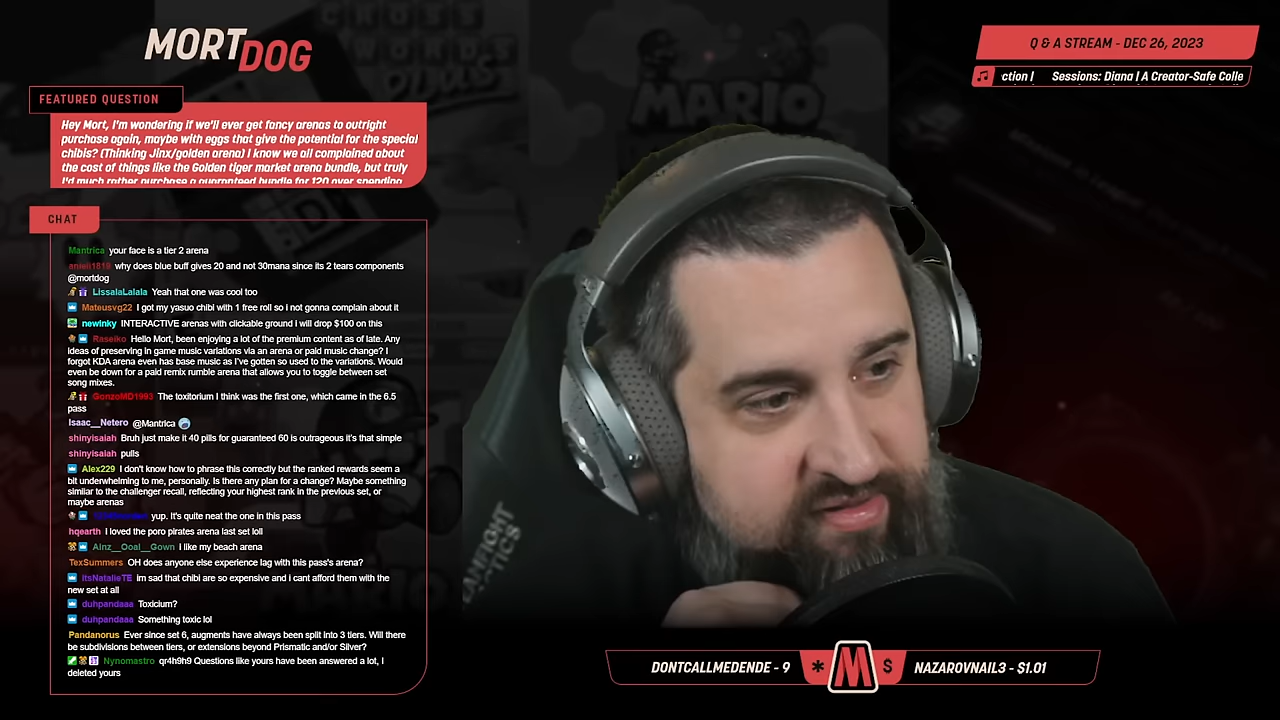 MORTDOG
Q & A STREAM - DEC 26, 2023
ction | Sessions: Diana | A Creator-Safe Colle
FEATURED QUESTION
Hey Mort, I'm wondering if we'll ever get fancy arenas to outright
purchase again, maybe with eggs that give the potential for the special
chibis? (Thinking Jinx/golden arena) I know we all complained about
the cost of things like the Golden tiger market arena bundle, but truly
I'd much rather purchase a guaranteed bundle for 120 over spending
CHAT
Mantrica your face is a tier 2 arena
why does blue buff gives 20 and not 30mana since its 2 tears components
@mortdog
LissalaLalala Yeah that one was cool too
Mateusvg22 I got my yasuo chibi with 1 free roll so i not gonna complain about it
newinky INTERACTIVE arenas with clickable ground i will drop $100 on this
Roseiko Hello Mort, been enjoying a lot of the premium content as of late. Any
ideas of preserving in game music variations via an arena or paid music change? I
forgot KDA arena even has base music as I've gotten so used to the variations. Would
even be down for a paid remix rumble arena that allows you to toggle between set
song mixes.
GonzoMD1993 The toxitorium I think was the first one, which came in the 6.5
pass
Isaac__Netero @Mantrica
shinyisaiah Bruh just make it 40 pills for guaranteed 60 is outrageous it's that simple
shinyisaiah pulls
Alex229 I don't know how to phrase this correctly but the ranked rewards seem a
bit underwhelming to me, personally. Is there any plan for a change? Maybe something
similar to the challenger recall, reflecting your highest rank in the previous set, or
maybe arenas
yup. It's quite neat the one in this pass
hqearth I loved the poro pirates arena last set loll
Ainz__Ooal__Gown I like my beach arena
TexSummers OH does anyone else experience lag with this pass's arena?
itsNatalieTE im sad that chibi are so expensive and i cant afford them with the
new set at all
duhpandaaa Toxicium?
duhpandaaa Something toxic lol
Pandanorus Ever since set 6, augments have always been split into 3 tiers. Will there
be subdivisions between tiers, or extensions beyond Prismatic and/or Silver?
Nynomastro qr4h9h9 Questions like yours have been answered a lot, I
deleted yours
DONTCALLMEDENDE - 9 * M $ NAZAROVNAIL3 - $1.01